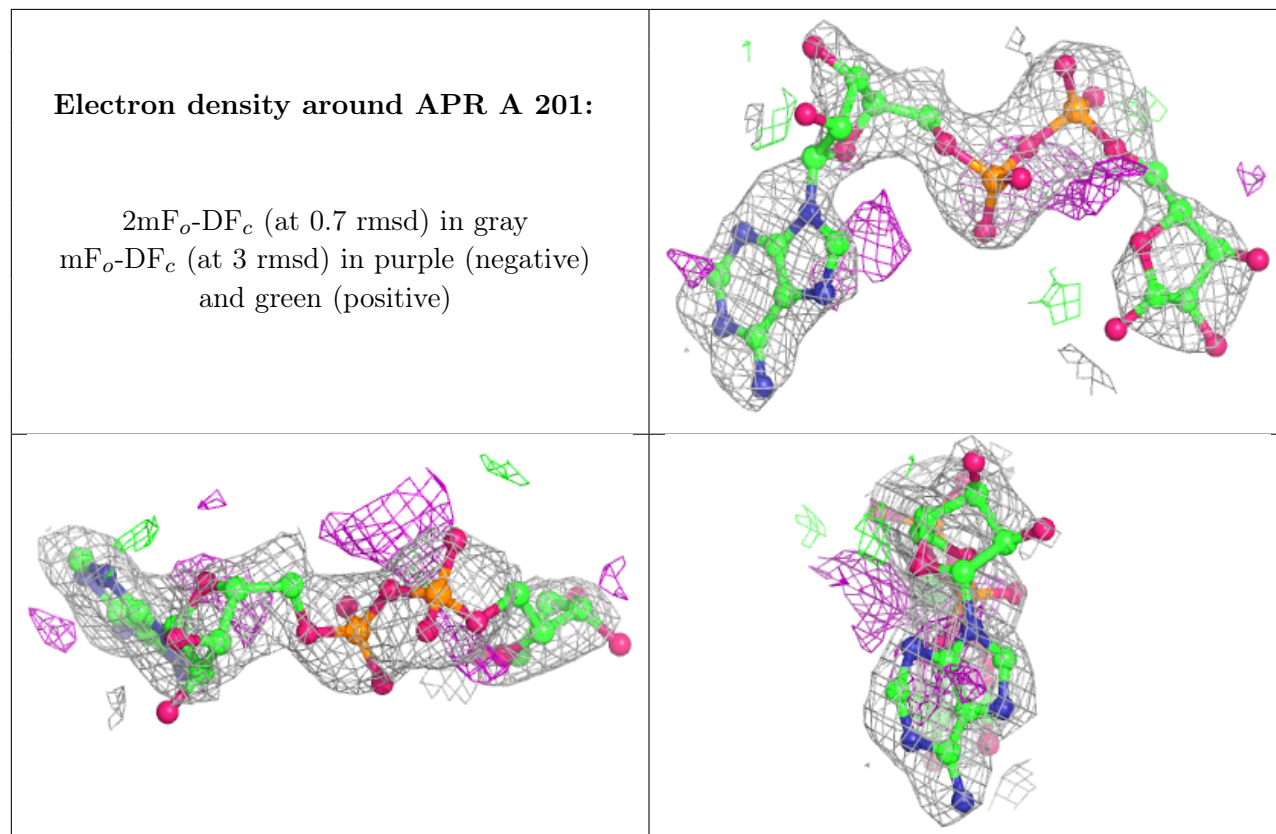 Electron density around APR A 201:
2mFo-DFc (at 0.7 rmsd) in gray
mFo-DFc (at 3 rmsd) in purple (negative)
and green (positive)